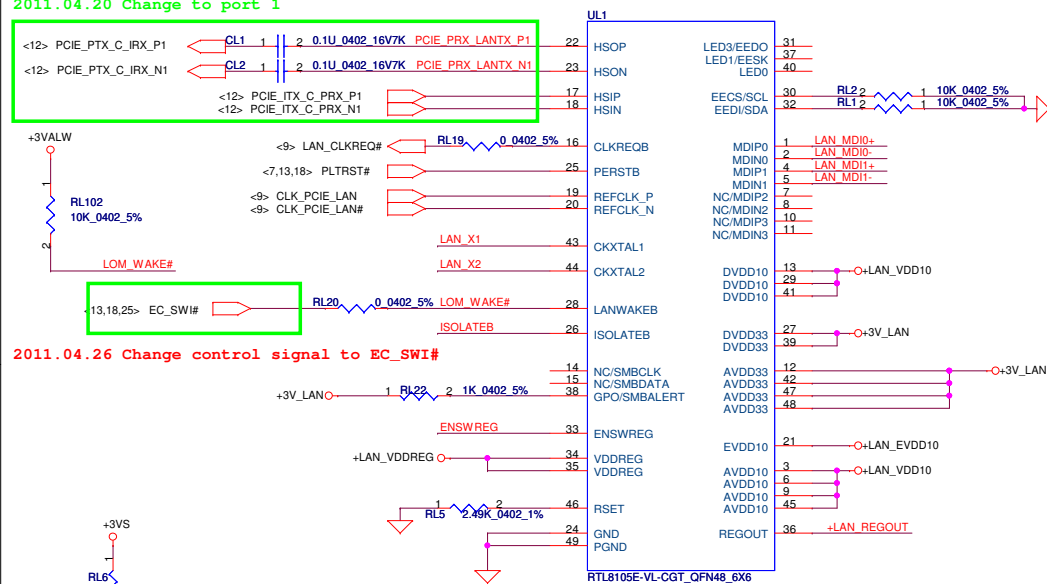 2011.04.20 Change to port 1
UL1
<12> PCIE_PTX_C_IRX_P1 CL1 1 2 0.1U_0402_16V7K PCIE_PRX_LANTX_P1 22 HSOP
<12> PCIE_PTX_C_IRX_N1 CL2 1 2 0.1U_0402_16V7K PCIE_PRX_LANTX_N1 23 HSON
<12> PCIE_ITX_C_PRX_P1 17 HSIP
<12> PCIE_ITX_C_PRX_N1 18 HSIN
LED3/EEDO 31
LED1/EESK 37
LED0 40
EECS/SCL 30 RL2 2 1 10K_0402_5%
EEDI/SDA 32 RL1 2 1 10K_0402_5%
+3VALW
1
RL102
10K_0402_5%
2
LOM_WAKE#
<9> LAN_CLKREQ# RL19 0_0402_5% 16 CLKREQB
<7,13,18> PLTRST# 25 PERSTB
<9> CLK_PCIE_LAN 19 REFCLK_P
<9> CLK_PCIE_LAN# 20 REFCLK_N
MDIP0 1 LAN_MDI0+
MDIN0 2 LAN_MDI0-
MDIP1 4 LAN_MDI1+
MDIN1 5 LAN_MDI1-
NC/MDIP2 7
NC/MDIN2 8
NC/MDIP3 10
NC/MDIN3 11
LAN_X1 43 CKXTAL1
LAN_X2 44 CKXTAL2
DVDD10 13 +LAN_VDD10
DVDD10 29
DVDD10 41
13,18,25> EC_SWI# RL20 0_0402_5% LOM_WAKE# 28 LANWAKEB
ISOLATEB 26 ISOLATEB
DVDD33 27 +3V_LAN
DVDD33 39
2011.04.26 Change control signal to EC_SWI#
14 NC/SMBCLK
15 NC/SMBDATA
+3V_LAN 1 RL22 2 1K_0402_5% 38 GPO/SMBALERT
AVDD33 12 +3V_LAN
AVDD33 42
AVDD33 47
AVDD33 48
ENSWREG 33 ENSWREG
EVDD10 21 +LAN_EVDD10
+LAN_VDDREG 34 VDDREG
35 VDDREG
AVDD10 3 +LAN_VDD10
AVDD10 6
AVDD10 9
AVDD10 45
1 RL5 2 2.49K_0402_1% 46 RSET
24 GND
49 PGND
REGOUT 36 +LAN_REGOUT
+3VS
1
RL6
RTL8105E-VL-CGT_QFN48_6X6